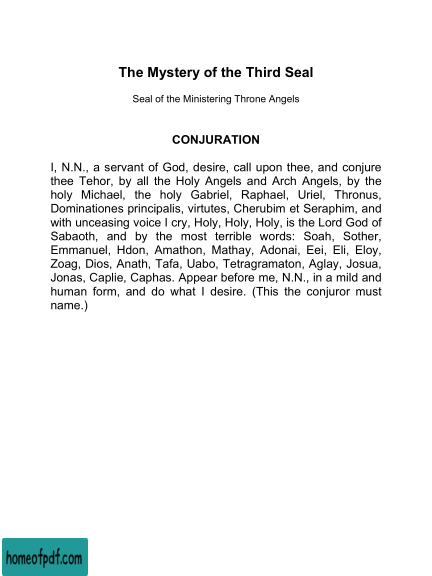 The Mystery of the Third Seal
Seal of the Ministering Throne Angels
CONJURATION
I, N.N., a servant of God, desire, call upon thee, and conjure
thee Tehor, by all the Holy Angels and Arch Angels, by the
holy Michael, the holy Gabriel, Raphael, Uriel, Thronus,
Dominationes principalis, virtutes, Cherubim et Seraphim, and
with unceasing voice I cry, Holy, Holy, Holy, is the Lord God of
Sabaoth, and by the most terrible words: Soah, Sother,
Emmanuel, Hdon, Amathon, Mathay, Adonai, Eei, Eli, Eloy,
Zoag, Dios, Anath, Tafa, Uabo, Tetragramaton, Aglay, Josua,
Jonas, Caplie, Caphas. Appear before me, N.N., in a mild and
human form, and do what I desire. (This the conjuror must
name.)
homeofpdf.com